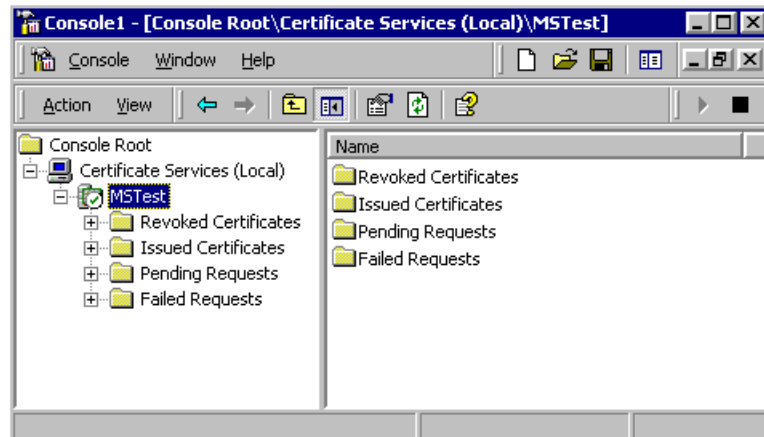 Console1 - [Console Root\Certificate Services (Local)\MSTest]
Console Window Help
Action View
Console Root
Certificate Services (Local)
MSTest
Revoked Certificates
Issued Certificates
Pending Requests
Failed Requests
Name
Revoked Certificates
Issued Certificates
Pending Requests
Failed Requests